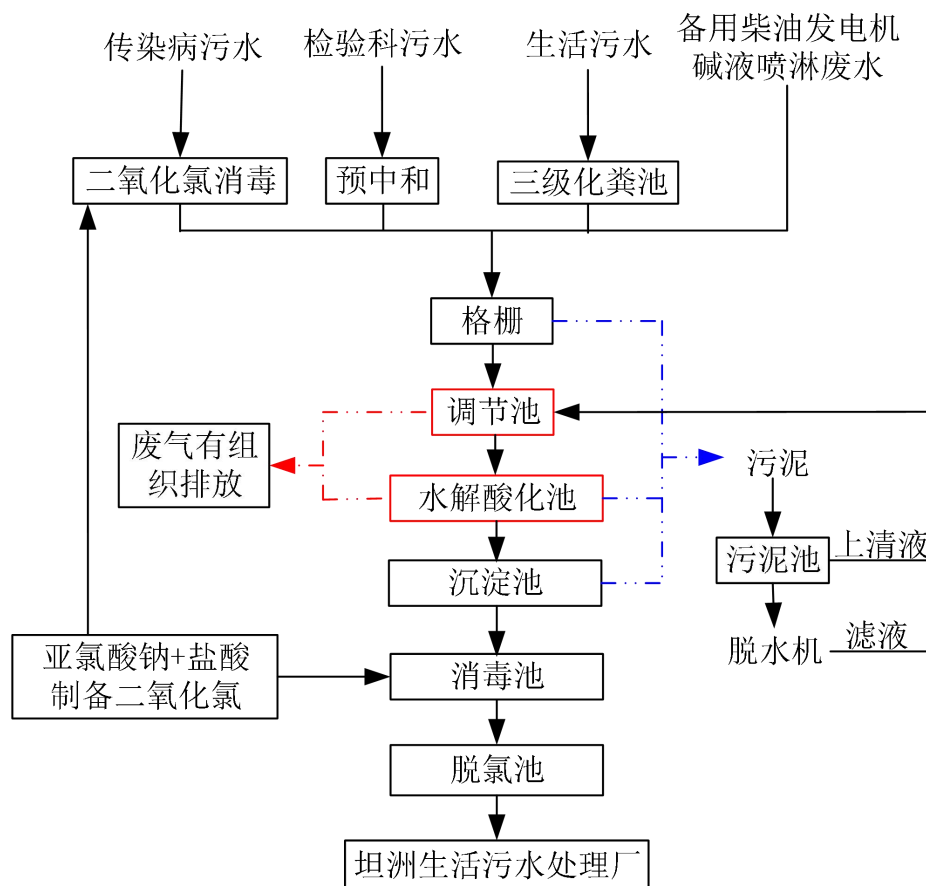 传染病污水
检验科污水
生活污水
备用柴油发电机
碱液喷淋废水
二氧化氯消毒
预中和
三级化粪池
格栅
调节池
废气有组
织排放
水解酸化池
污泥
沉淀池
污泥池
上清液
亚氯酸钠+盐酸
制备二氧化氯
消毒池
脱水机
滤液
脱氯池
坦洲生活污水处理厂